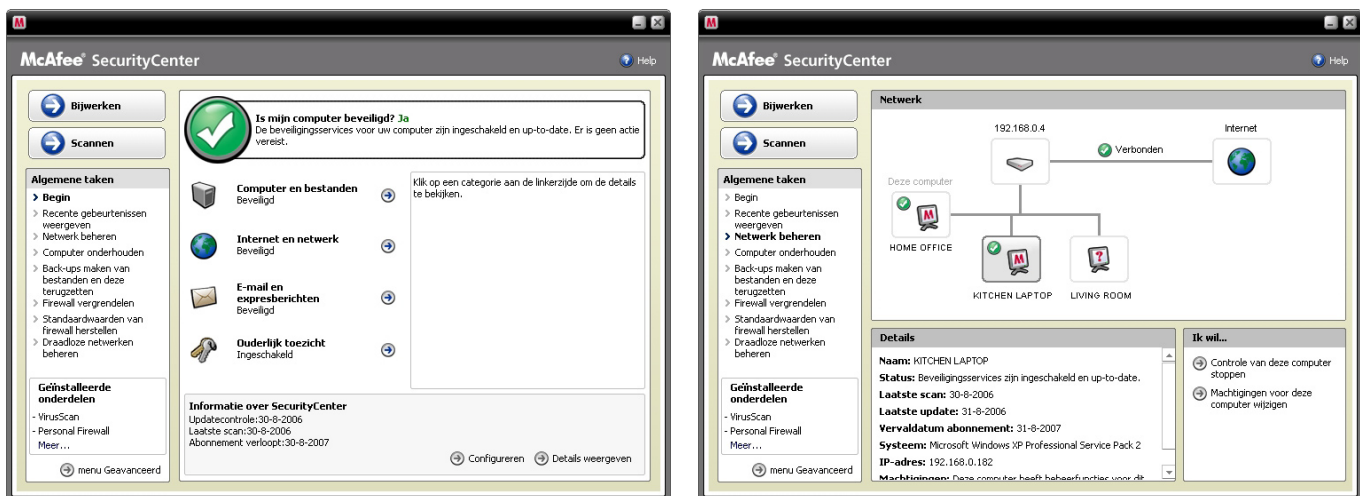 McAfee® SecurityCenter
Help
Bijwerken
Scannen
Algemene taken
Begin
Recente gebeurtenissen
weergeven
Netwerk beheren
Computer onderhouden
Back-ups maken van
bestanden en deze
terugzetten
Firewall vergrendelen
Standaardwaarden van
firewall herstellen
Draadloze netwerken
beheren
Geïnstalleerde
onderdelen
- VirusScan
- Personal Firewall
Meer...
menu Geavanceerd
Is mijn computer beveiligd? Ja
De beveiligingsservices voor uw computer zijn ingeschakeld en up-to-date. Er is geen actie
vereist.
Computer en bestanden
Beveiligd
Internet en netwerk
Beveiligd
E-mail en
expresberichten
Beveiligd
Ouderlijk toezicht
Ingeschakeld
Klik op een categorie aan de linkerzijde om de details
te bekijken.
Informatie over SecurityCenter
Updatecontrole:30-8-2006
Laatste scan:30-8-2006
Abonnement verloopt:30-8-2007
Configureren
Details weergeven
McAfee® SecurityCenter
Help
Bijwerken
Scannen
Algemene taken
Begin
Recente gebeurtenissen
weergeven
Netwerk beheren
Computer onderhouden
Back-ups maken van
bestanden en deze
terugzetten
Firewall vergrendelen
Standaardwaarden van
firewall herstellen
Draadloze netwerken
beheren
Geïnstalleerde
onderdelen
- VirusScan
- Personal Firewall
Meer...
menu Geavanceerd
Netwerk
192.168.0.4
Internet
Verbonden
Deze computer
HOME OFFICE
KITCHEN LAPTOP
LIVING ROOM
Details
Naam: KITCHEN LAPTOP
Status: Beveiligingsservices zijn ingeschakeld en up-to-date.
Laatste scan: 30-8-2006
Laatste update: 31-8-2006
Vervaldatum abonnement: 31-8-2007
Systeem: Microsoft Windows XP Professional Service Pack 2
IP-adres: 192.168.0.182
Machtigingen: Deze computer heeft beheerfuncties voor dit
Ik wil...
Controle van deze computer
stoppen
Machtigingen voor deze
computer wijzigen